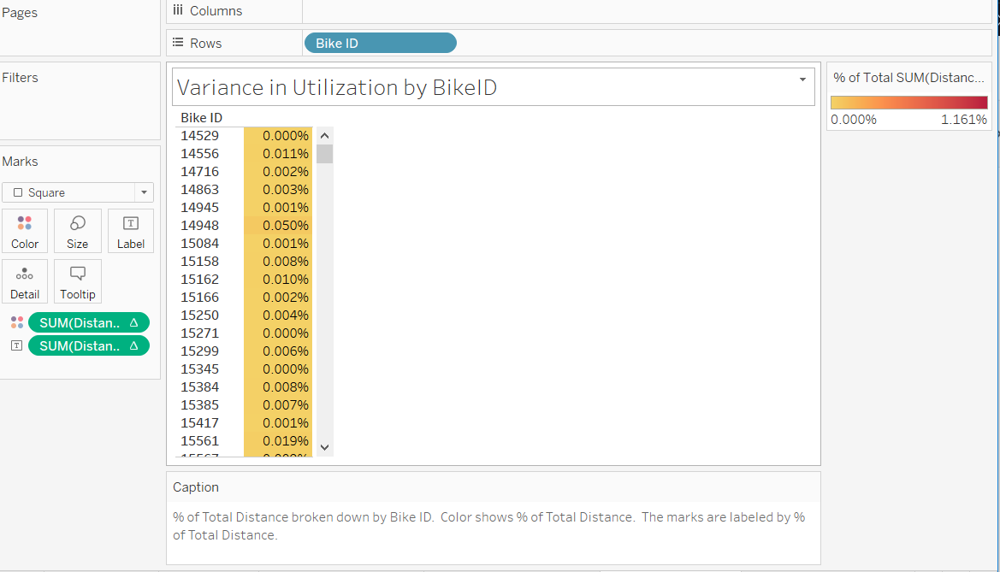 Pages
Columns
Rows
Bike ID
Filters
Marks
Square
Color
Size
T
Label
Detail
Tooltip
SUM(Distan.. Δ
T SUM(Distan.. Δ
Variance in Utilization by BikeID
Bike ID
14529 0.000%
14556 0.011%
14716 0.002%
14863 0.003%
14945 0.001%
14948 0.050%
15084 0.001%
15158 0.008%
15162 0.010%
15166 0.002%
15250 0.004%
15271 0.000%
15299 0.006%
15345 0.000%
15384 0.008%
15385 0.007%
15417 0.001%
15561 0.019%
% of Total SUM(Distanc...
0.000% 1.161%
Caption
% of Total Distance broken down by Bike ID.  Color shows % of Total Distance.  The marks are labeled by %
of Total Distance.